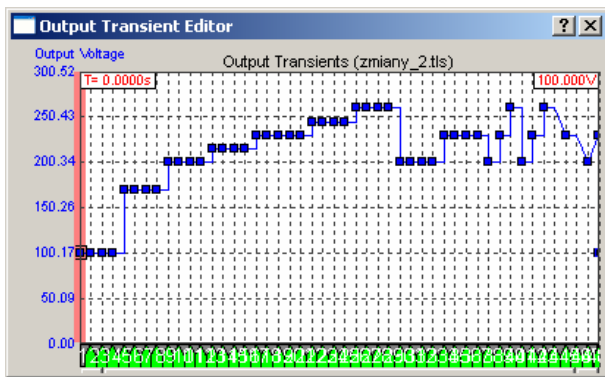 Output Transient Editor
Output Voltage
Output Transients (zmiany_2.tls)
300.52
T= 0.0000s
100.000V
250.43
200.34
150.26
100.17
50.09
0.00